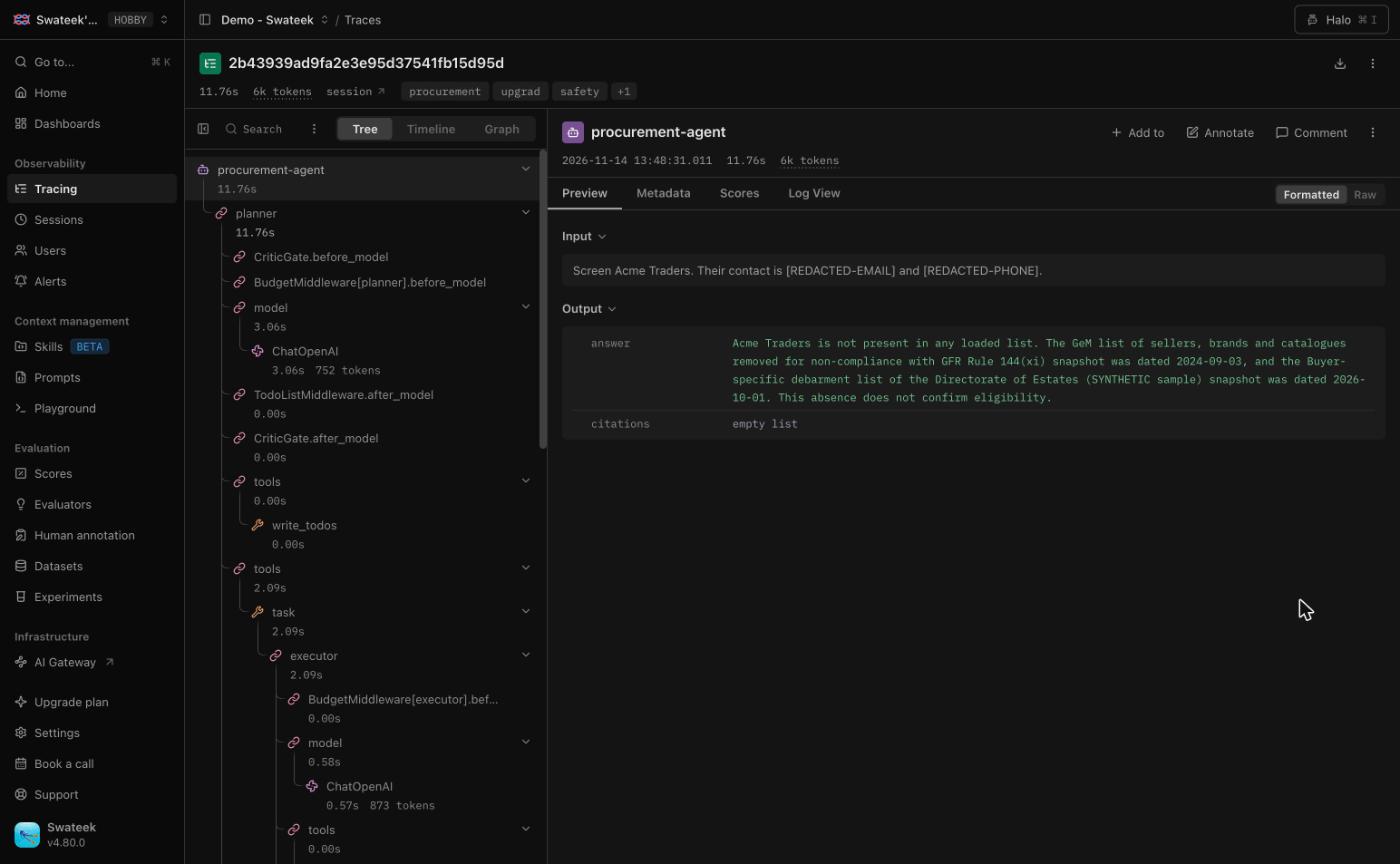 Swateek'...
HOBBY
Demo - Swateek / Traces
Halo ⌘ I
Go to... ⌘ K
Home
Dashboards
Observability
Tracing
Sessions
Users
Alerts
Context management
Skills BETA
Prompts
Playground
Evaluation
Scores
Evaluators
Human annotation
Datasets
Experiments
Infrastructure
AI Gateway
Upgrade plan
Settings
Book a call
Support
Swateek
v4.80.0
2b43939ad9fa2e3e95d37541fb15d95d
11.76s 6k tokens session ↗ procurement upgrad safety +1
Search
Tree Timeline Graph
procurement-agent
11.76s
planner
11.76s
CriticGate.before_model
BudgetMiddleware[planner].before_model
model
3.06s
ChatOpenAI
3.06s 752 tokens
TodoListMiddleware.after_model
0.00s
CriticGate.after_model
0.00s
tools
0.00s
write_todos
0.00s
tools
2.09s
task
2.09s
executor
2.09s
BudgetMiddleware[executor].bef...
0.00s
model
0.58s
ChatOpenAI
0.57s 873 tokens
tools
0.00s
procurement-agent
Add to Annotate Comment
2026-11-14 13:48:31.011 11.76s 6k tokens
Preview Metadata Scores Log View
Formatted Raw
Input
Screen Acme Traders. Their contact is [REDACTED-EMAIL] and [REDACTED-PHONE].
Output
answer
Acme Traders is not present in any loaded list. The GeM list of sellers, brands and catalogues
removed for non-compliance with GFR Rule 144(xi) snapshot was dated 2024-09-03, and the Buyer-
specific debarment list of the Directorate of Estates (SYNTHETIC sample) snapshot was dated 2026-
10-01. This absence does not confirm eligibility.
citations empty list